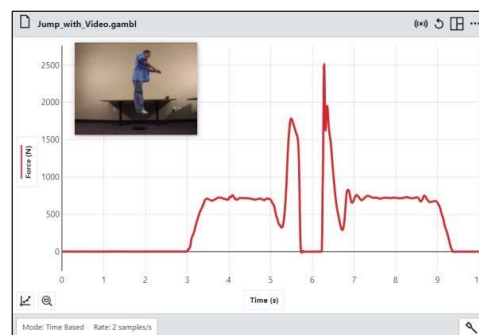 Jump_with_Video.gambl
2500
2000
1500
1000
500
0
Force (N)
0 1 2 3 4 5 6 7 8 9 10
Time (s)
Mode: Time Based Rate: 2 samples/s